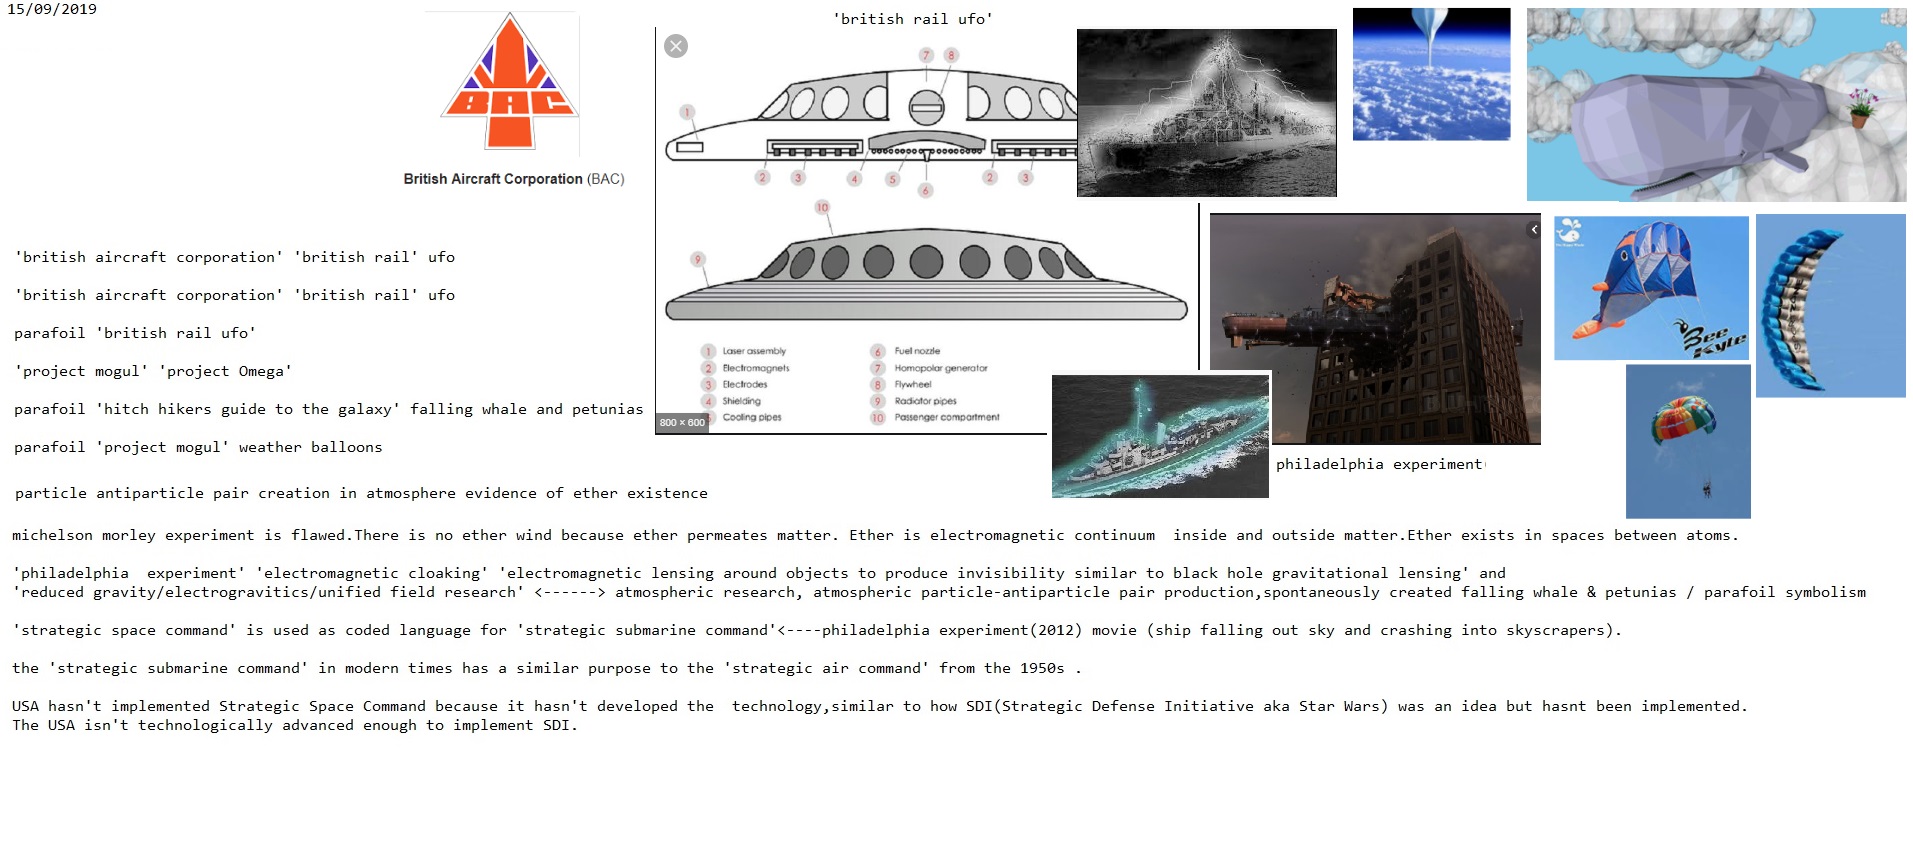 15/09/2019
BAC
British Aircraft Corporation (BAC)
'british rail ufo'
7
8
1
2
3
4
5
6
2
3
10
9
1 Laser assembly
2 Electromagnets
3 Electrodes
4 Shielding
Cooling pipes
6 Fuel nozzle
7 Homopolar generator
8 Flywheel
9 Radiator pipes
10 Passenger compartment
800 × 600
Bee
Kyle
philadelphia experiment
'british aircraft corporation' 'british rail' ufo
'british aircraft corporation' 'british rail' ufo
parafoil 'british rail ufo'
'project mogul' 'project Omega'
parafoil 'hitch hikers guide to the galaxy' falling whale and petunias
parafoil 'project mogul' weather balloons
particle antiparticle pair creation in atmosphere evidence of ether existence
michelson morley experiment is flawed.There is no ether wind because ether permeates matter. Ether is electromagnetic continuum  inside and outside matter.Ether exists in spaces between atoms.
'philadelphia  experiment' 'electromagnetic cloaking' 'electromagnetic lensing around objects to produce invisibility similar to black hole gravitational lensing' and
'reduced gravity/electrogravitics/unified field research' <------> atmospheric research, atmospheric particle-antiparticle pair production,spontaneously created falling whale & petunias / parafoil symbolism
'strategic space command' is used as coded language for 'strategic submarine command'<----philadelphia experiment(2012) movie (ship falling out sky and crashing into skyscrapers).
the 'strategic submarine command' in modern times has a similar purpose to the 'strategic air command' from the 1950s .
USA hasn't implemented Strategic Space Command because it hasn't developed the  technology,similar to how SDI(Strategic Defense Initiative aka Star Wars) was an idea but hasnt been implemented.
The USA isn't technologically advanced enough to implement SDI.